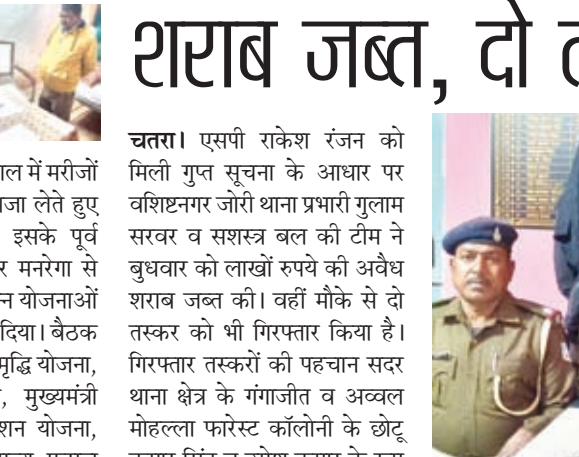 शराब जब्त, दो
चतरा। एसपी राकेश रंजन को
मिली गुप्त सूचना के आधार पर
वशिष्टनगर जोरी थाना प्रभारी गुलाम
सरवर व सशस्त्र बल की टीम ने
बुधवार को लाखों रुपये की अवैध
शराब जब्त की। वहीं मौके से दो
तस्कर को भी गिरफ्तार किया है।
गिरफ्तार तस्करों की पहचान सदर
थाना क्षेत्र के गंगाजीत व अव्वल
मोहल्ला फारेस्ट कॉलोनी के छोटू
ाल में मरीजों
जा लेते हुए
इसके पूर्व
र मनरेगा से
न्न योजनाओं
दिया। बैठक
मृद्धि योजना,
, मुख्यमंत्री
शन योजना,